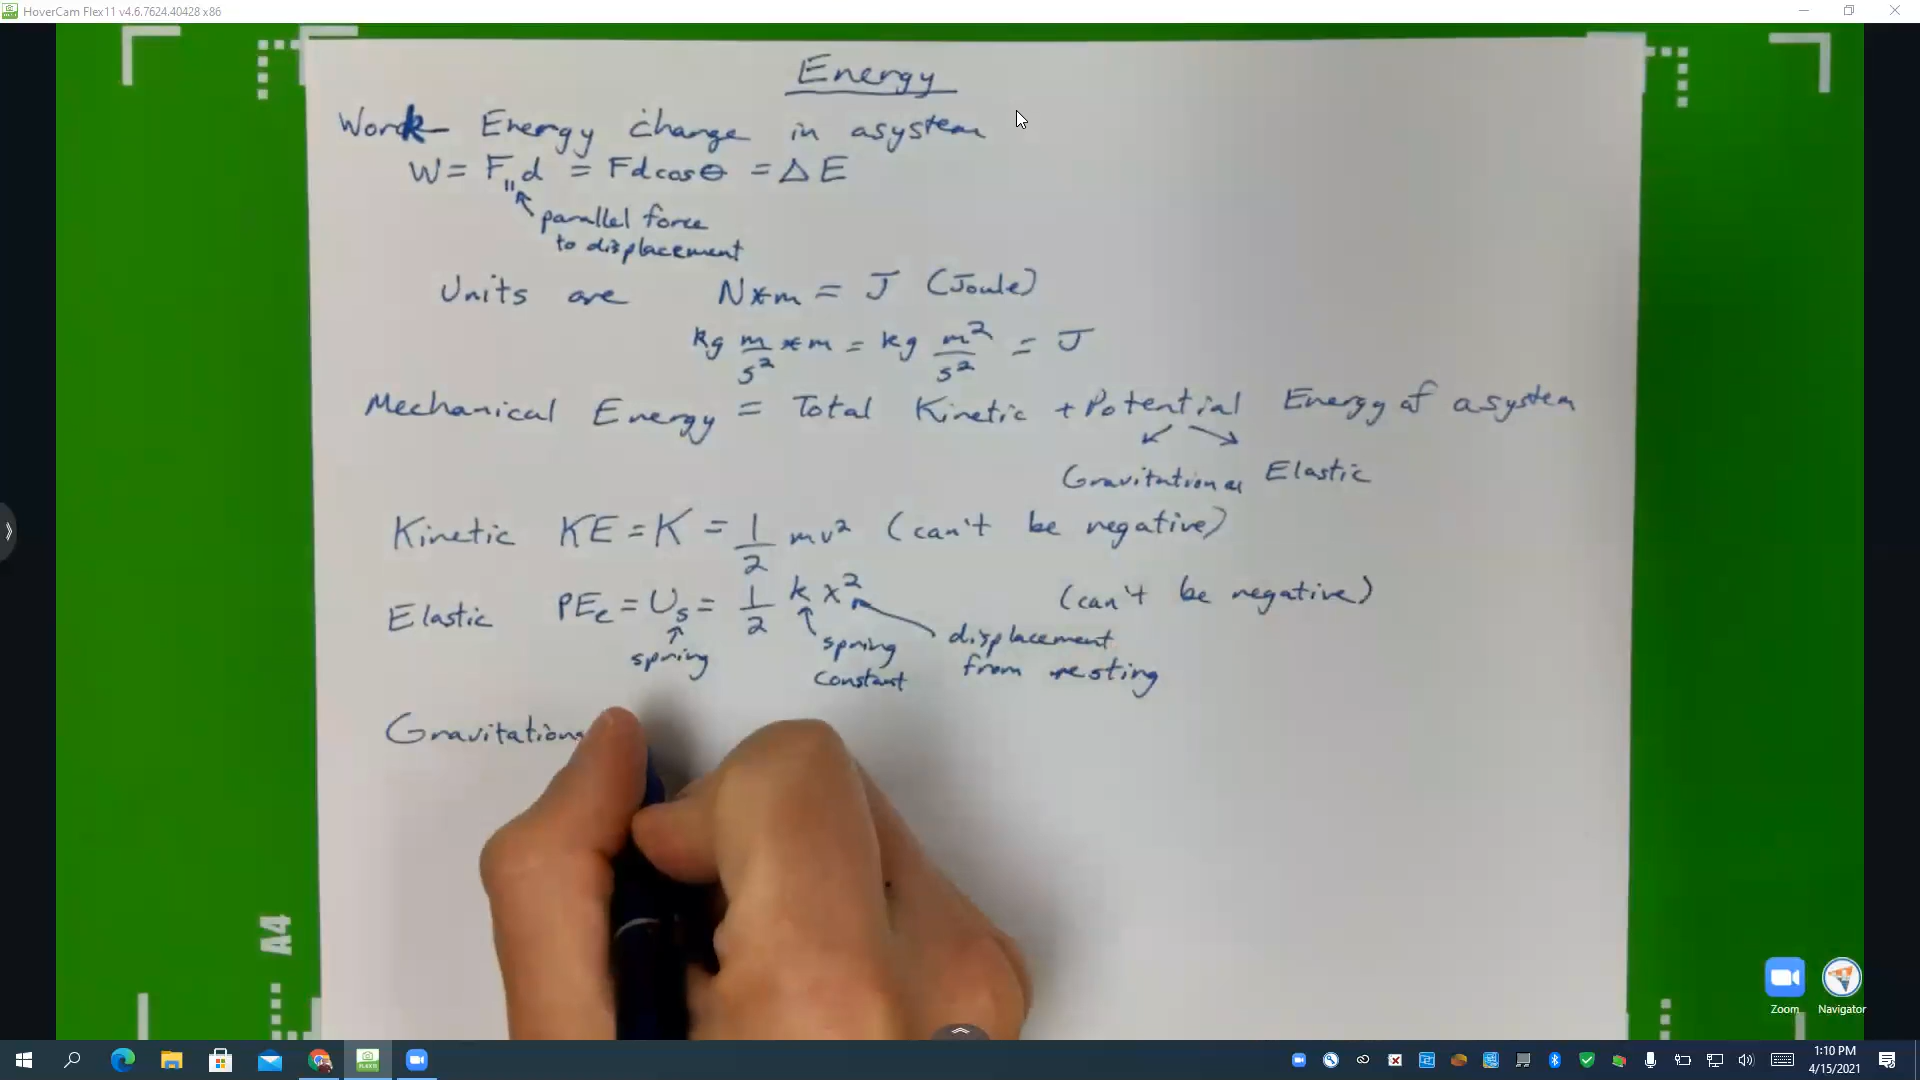 HoverCam Flex11 v4.6.7624.40428 x86
Energy
Work - Energy change in a system
W = F∥d = Fdcosθ = ΔE
parallel force
to displacement
Units are N*m = J (Joule)
kg m/s² *m = kg m²/s² = J
Mechanical Energy = Total Kinetic + Potential Energy of a system
Gravitational Elastic
Kinetic KE = K = 1/2 mv² (can't be negative)
Elastic PEe = Us = 1/2 kx² (can't be negative)
spring
spring
constant
displacement
from resting
Gravitationa
A4
Zoom
Navigator
FLEX11
1:10 PM
4/15/2021